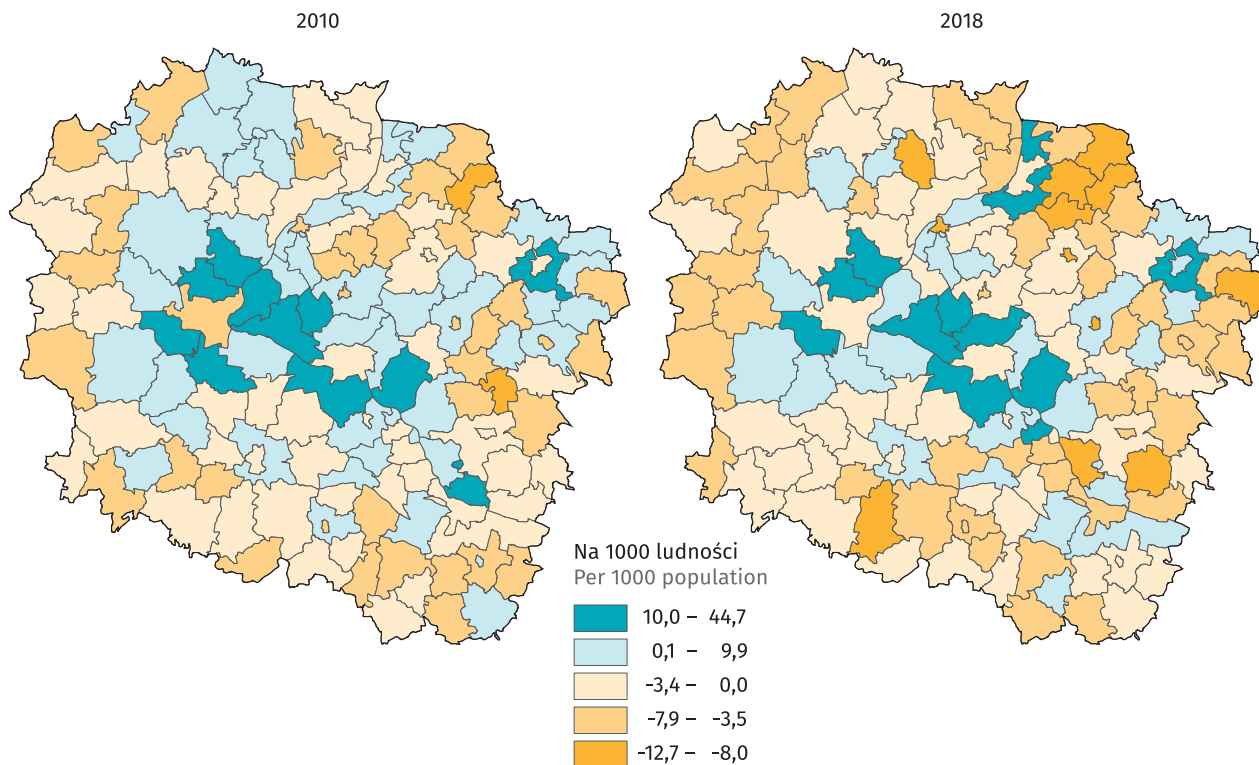 2010
2018
Na 1000 ludności
Per 1000 population
10,0 – 44,7
0,1 – 9,9
-3,4 – 0,0
-7,9 – -3,5
-12,7 – -8,0